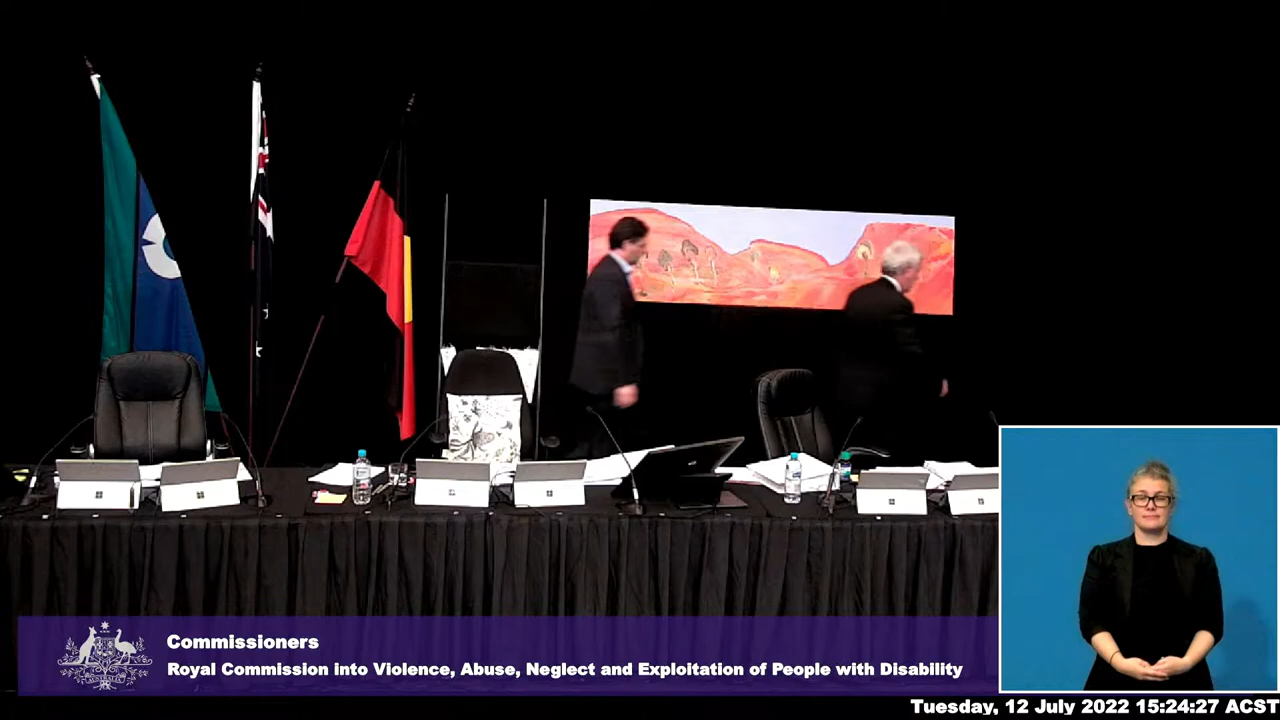 Commissioners
Royal Commission into Violence, Abuse, Neglect and Exploitation of People with Disability
Tuesday, 12 July 2022 15:24:27 ACST